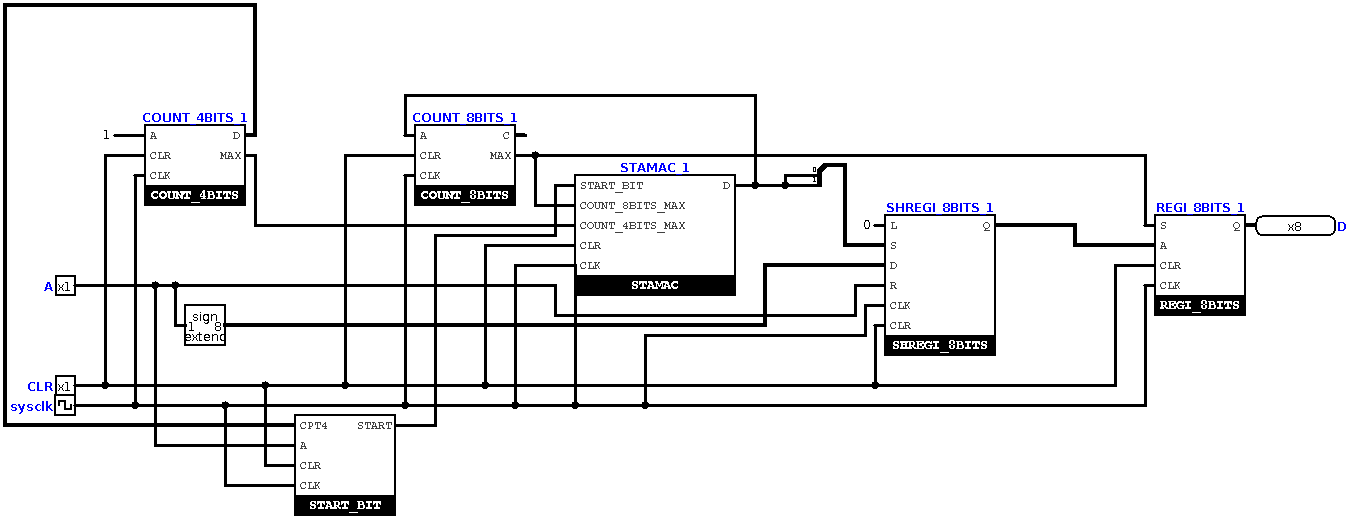 COUNT_4BITS_1
1
A D
CLR MAX
CLK
COUNT_4BITS
COUNT_8BITS_1
A C
CLR MAX
CLK
COUNT_8BITS
STAMAC_1
START_BIT D
COUNT_8BITS_MAX
COUNT_4BITS_MAX
CLR
CLK
STAMAC
0
1
SHREGI_8BITS_1
0
L Q
S
D
R
CLK
CLR
SHREGI_8BITS
REGI_8BITS_1
S Q
A
CLR
CLK
REGI_8BITS
x8 D
A x1
sign
1 8
extend
CLR x1
sysclk
CPT4 START
A
CLR
CLK
START_BIT